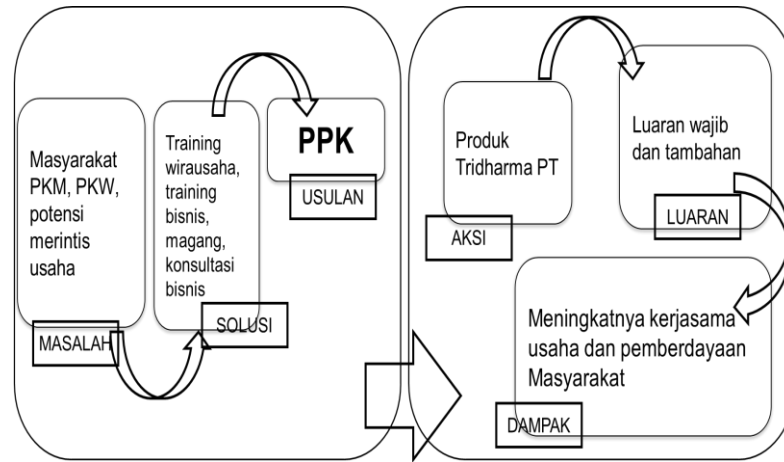 Masyarakat
PKM, PKW,
potensi
merintis
usaha
MASALAH
Training
wirausaha,
training
bisnis,
magang,
konsultasi
bisnis
SOLUSI
PPK
USULAN
Produk
Tridharma PT
AKSI
Luaran wajib
dan tambahan
LUARAN
Meningkatnya kerjasama
usaha dan pemberdayaan
Masyarakat
DAMPAK